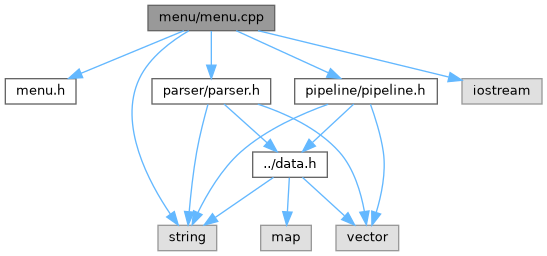 menu/menu.cpp
menu.h
parser/parser.h
pipeline/pipeline.h
iostream
../data.h
string
map
vector